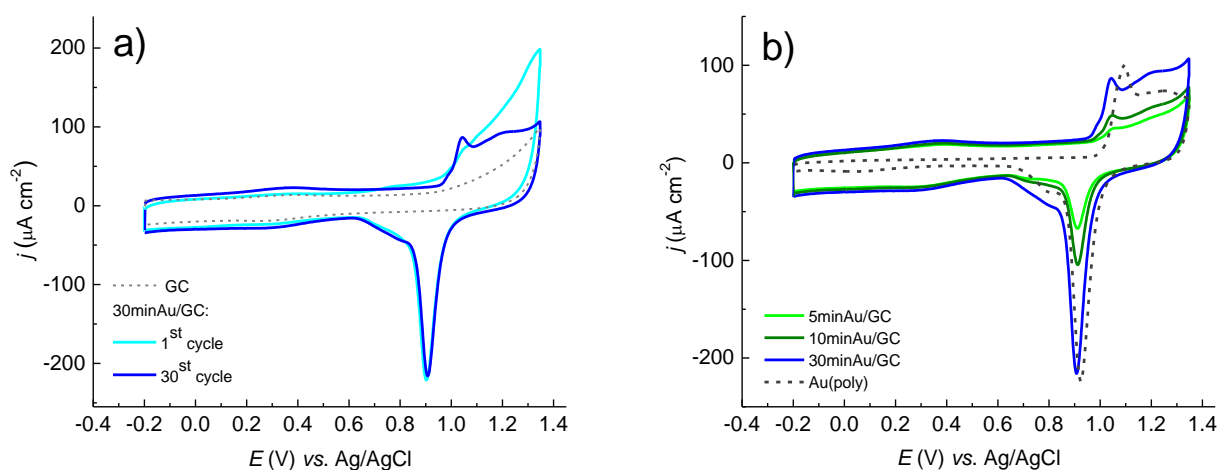 a)
200
100
0
-100
-200
j (μA cm-2)
GC
30minAu/GC:
1st cycle
30st cycle
-0.4 -0.2 0.0 0.2 0.4 0.6 0.8 1.0 1.2 1.4
E (V) vs. Ag/AgCl
b)
100
0
-100
-200
j (μA cm-2)
5minAu/GC
10minAu/GC
30minAu/GC
Au(poly)
-0.4 -0.2 0.0 0.2 0.4 0.6 0.8 1.0 1.2 1.4
E (V) vs. Ag/AgCl